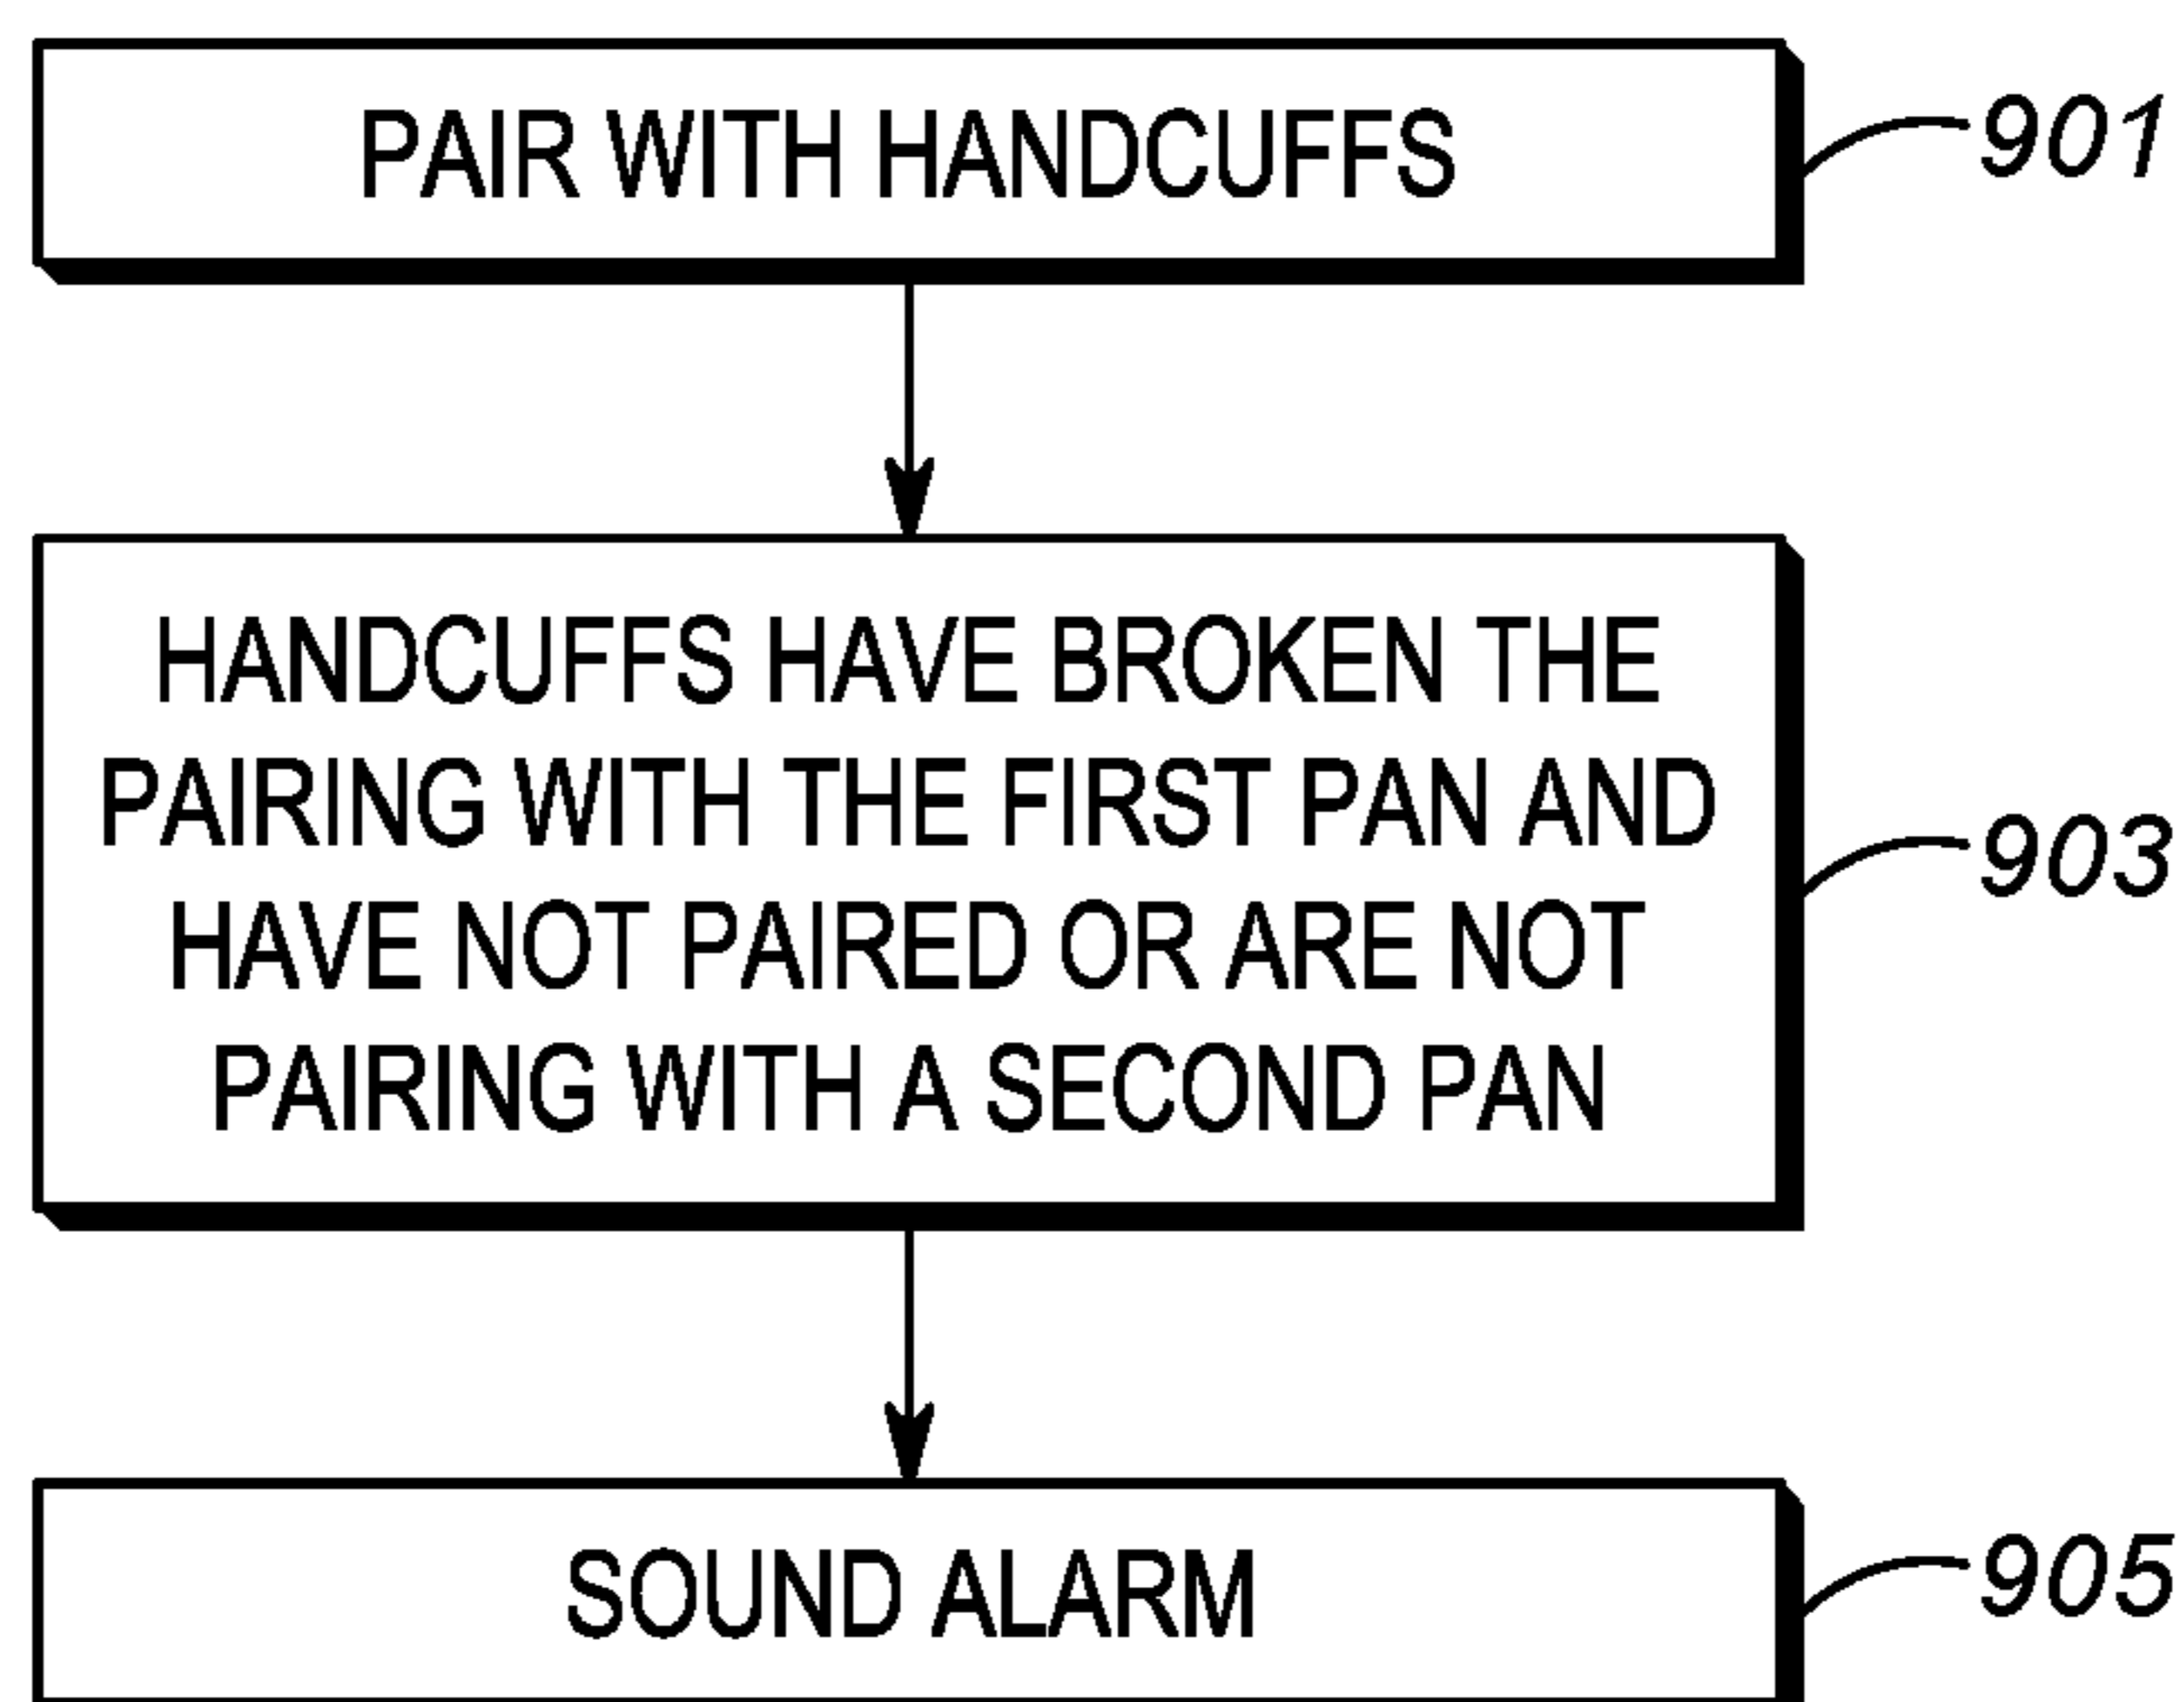 PAIR WITH HANDCUFFS
901
HANDCUFFS HAVE BROKEN THE
PAIRING WITH THE FIRST PAN AND
HAVE NOT PAIRED OR ARE NOT
PAIRING WITH A SECOND PAN
903
SOUND ALARM
905